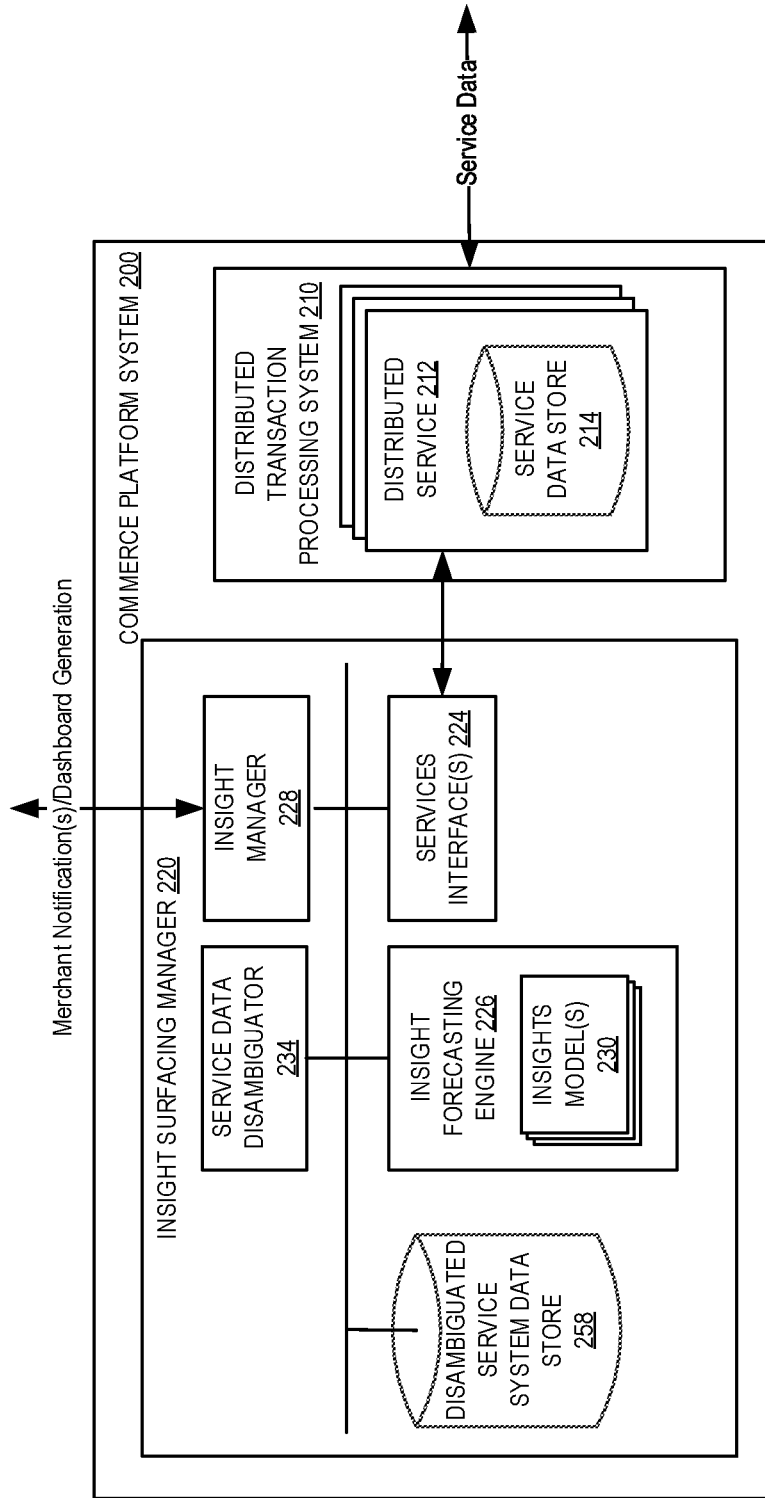 Merchant Notification(s)/Dashboard Generation
COMMERCE PLATFORM SYSTEM 200
INSIGHT SURFACING MANAGER 220
SERVICE DATA
DISAMBIGUATOR
234
INSIGHT
MANAGER
228
DISAMBIGUATED
SERVICE
SYSTEM DATA
STORE
258
INSIGHT
FORECASTING
ENGINE 226
INSIGHTS
MODEL(S)
230
SERVICES
INTERFACE(S) 224
DISTRIBUTED
TRANSACTION
PROCESSING SYSTEM 210
DISTRIBUTED
SERVICE 212
SERVICE
DATA STORE
214
Service Data